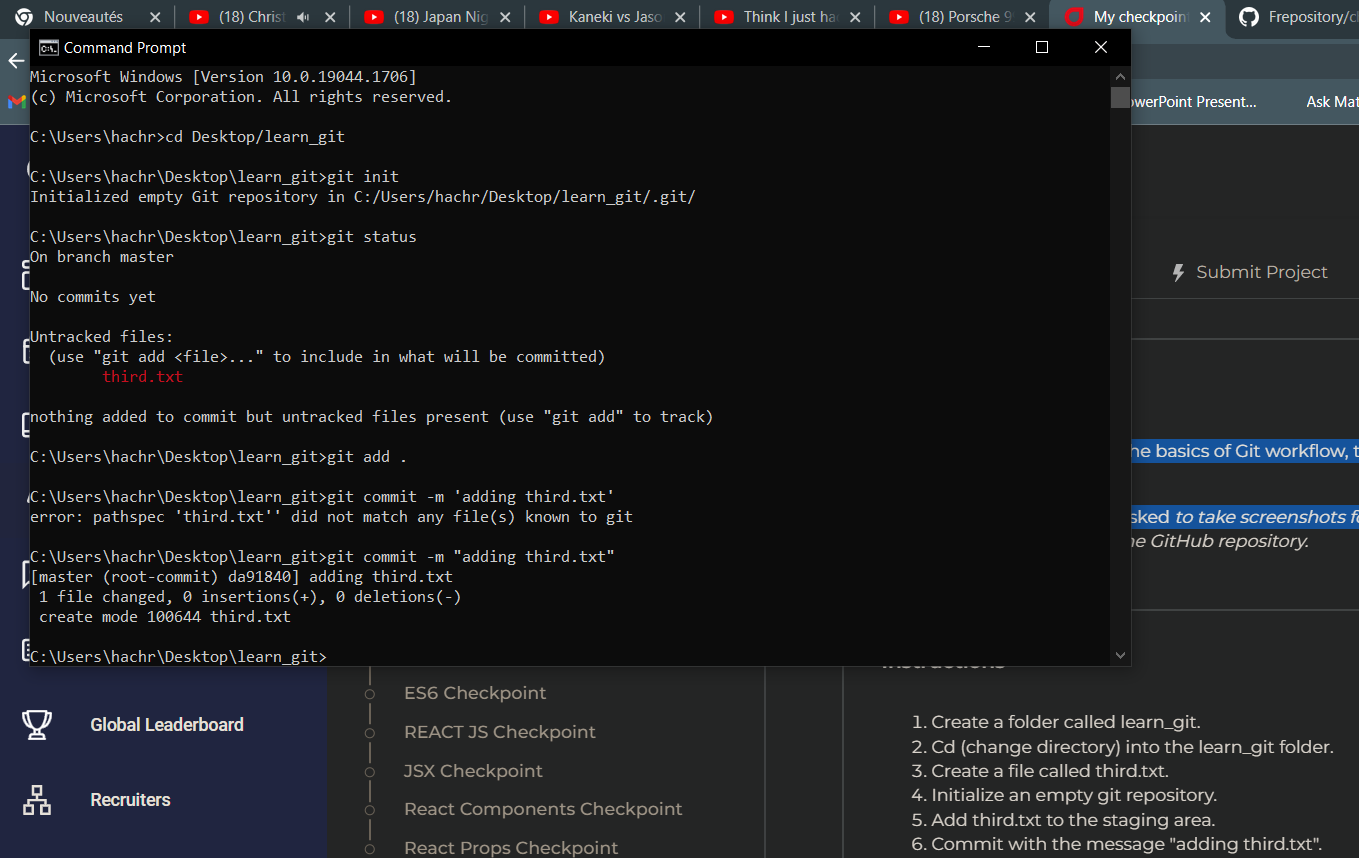 Nouveautés
(18) Christ
(18) Japan Nig
Kaneki vs Jaso
Think I just ha
(18) Porsche 9
My checkpoint
Frepository/c
Command Prompt
PowerPoint Present...
Ask Mat
Microsoft Windows [Version 10.0.19044.1706]
(c) Microsoft Corporation. All rights reserved.
C:\Users\hachr>cd Desktop/learn_git
C:\Users\hachr\Desktop\learn_git>git init
Initialized empty Git repository in C:/Users/hachr/Desktop/learn_git/.git/
C:\Users\hachr\Desktop\learn_git>git status
On branch master
No commits yet
Untracked files:
(use "git add <file>..." to include in what will be committed)
third.txt
nothing added to commit but untracked files present (use "git add" to track)
C:\Users\hachr\Desktop\learn_git>git add .
C:\Users\hachr\Desktop\learn_git>git commit -m 'adding third.txt'
error: pathspec 'third.txt'' did not match any file(s) known to git
C:\Users\hachr\Desktop\learn_git>git commit -m "adding third.txt"
[master (root-commit) da91840] adding third.txt
1 file changed, 0 insertions(+), 0 deletions(-)
create mode 100644 third.txt
C:\Users\hachr\Desktop\learn_git>
Submit Project
he basics of Git workflow, t
sked to take screenshots fo
he GitHub repository.
Global Leaderboard
Recruiters
ES6 Checkpoint
REACT JS Checkpoint
JSX Checkpoint
React Components Checkpoint
React Props Checkpoint
Instructions
1. Create a folder called learn_git.
2. Cd (change directory) into the learn_git folder.
3. Create a file called third.txt.
4. Initialize an empty git repository.
5. Add third.txt to the staging area.
6. Commit with the message "adding third.txt".